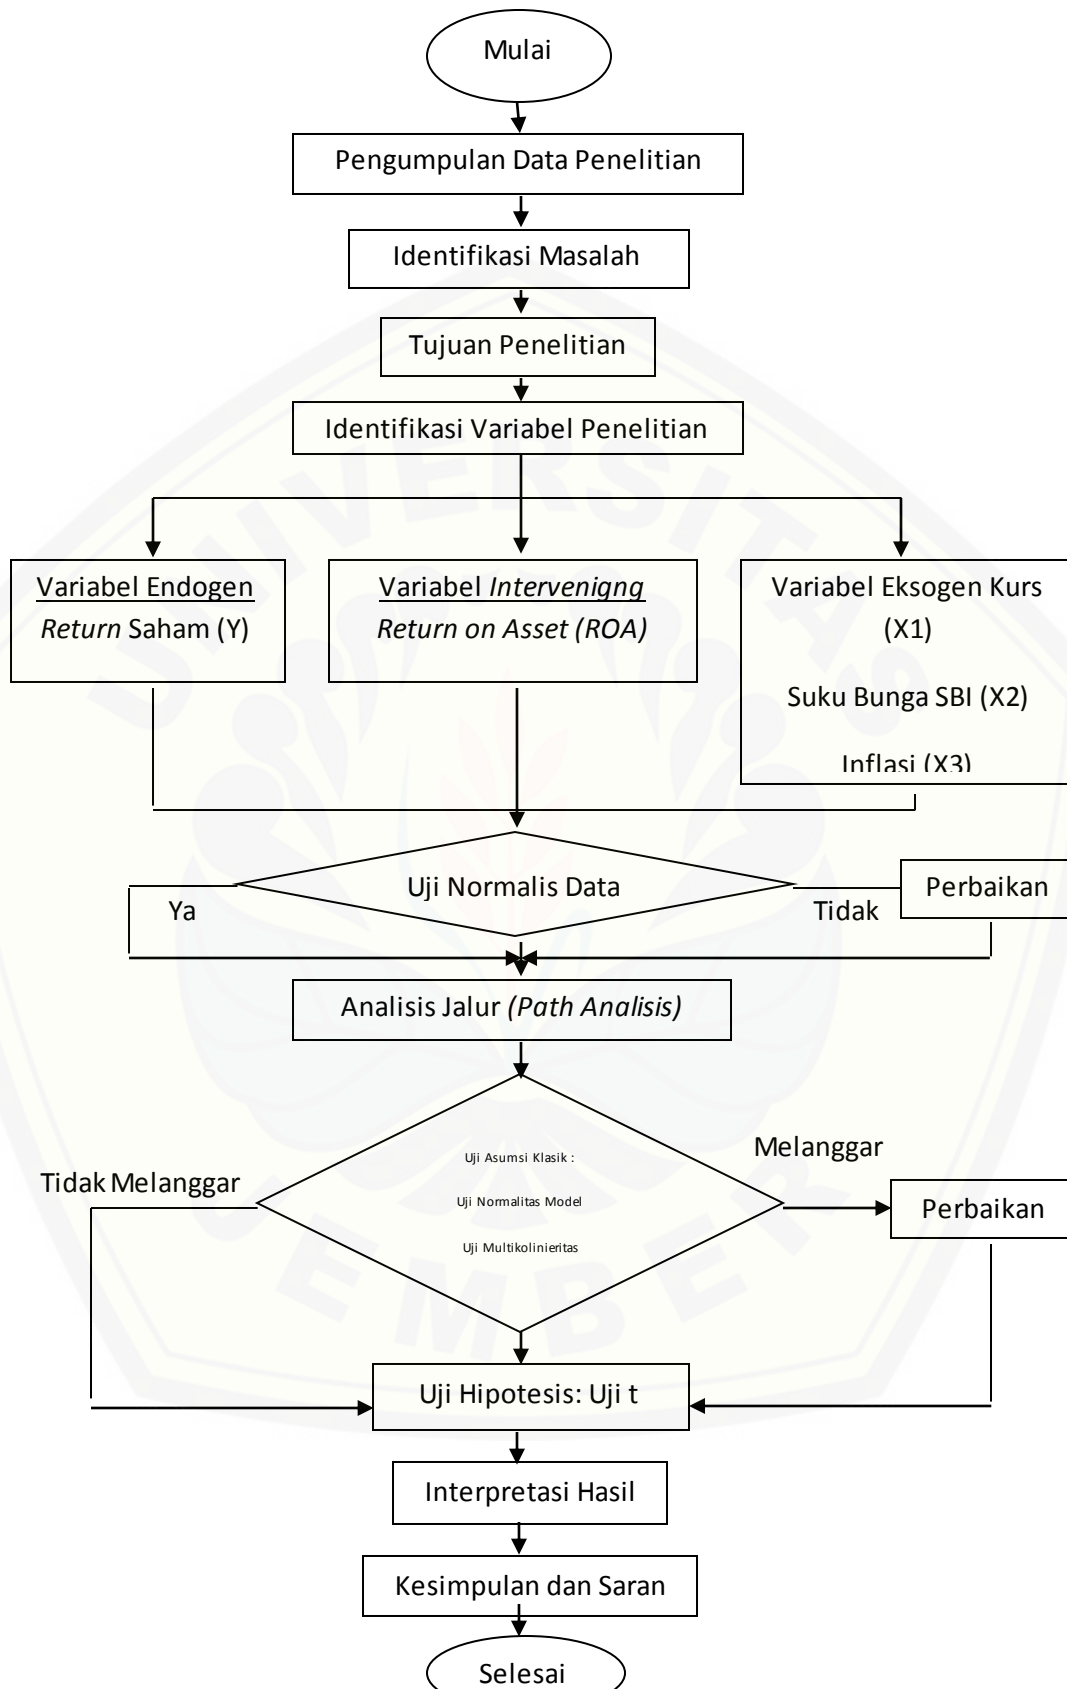 Mulai
Pengumpulan Data Penelitian
Identifikasi Masalah
Tujuan Penelitian
Identifikasi Variabel Penelitian
Variabel Endogen
Return Saham (Y)
Variabel Intervenigng
Return on Asset (ROA)
Variabel Eksogen Kurs
(X1)
Suku Bunga SBI (X2)
Inflasi (X3)
Uji Normalis Data
Ya
Tidak
Perbaikan
Analisis Jalur (Path Analisis)
Uji Asumsi Klasik :
Uji Normalitas Model
Uji Multikolinieritas
Tidak Melanggar
Melanggar
Perbaikan
Uji Hipotesis: Uji t
Interpretasi Hasil
Kesimpulan dan Saran
Selesai
UNIVERSITAS
JEMBER